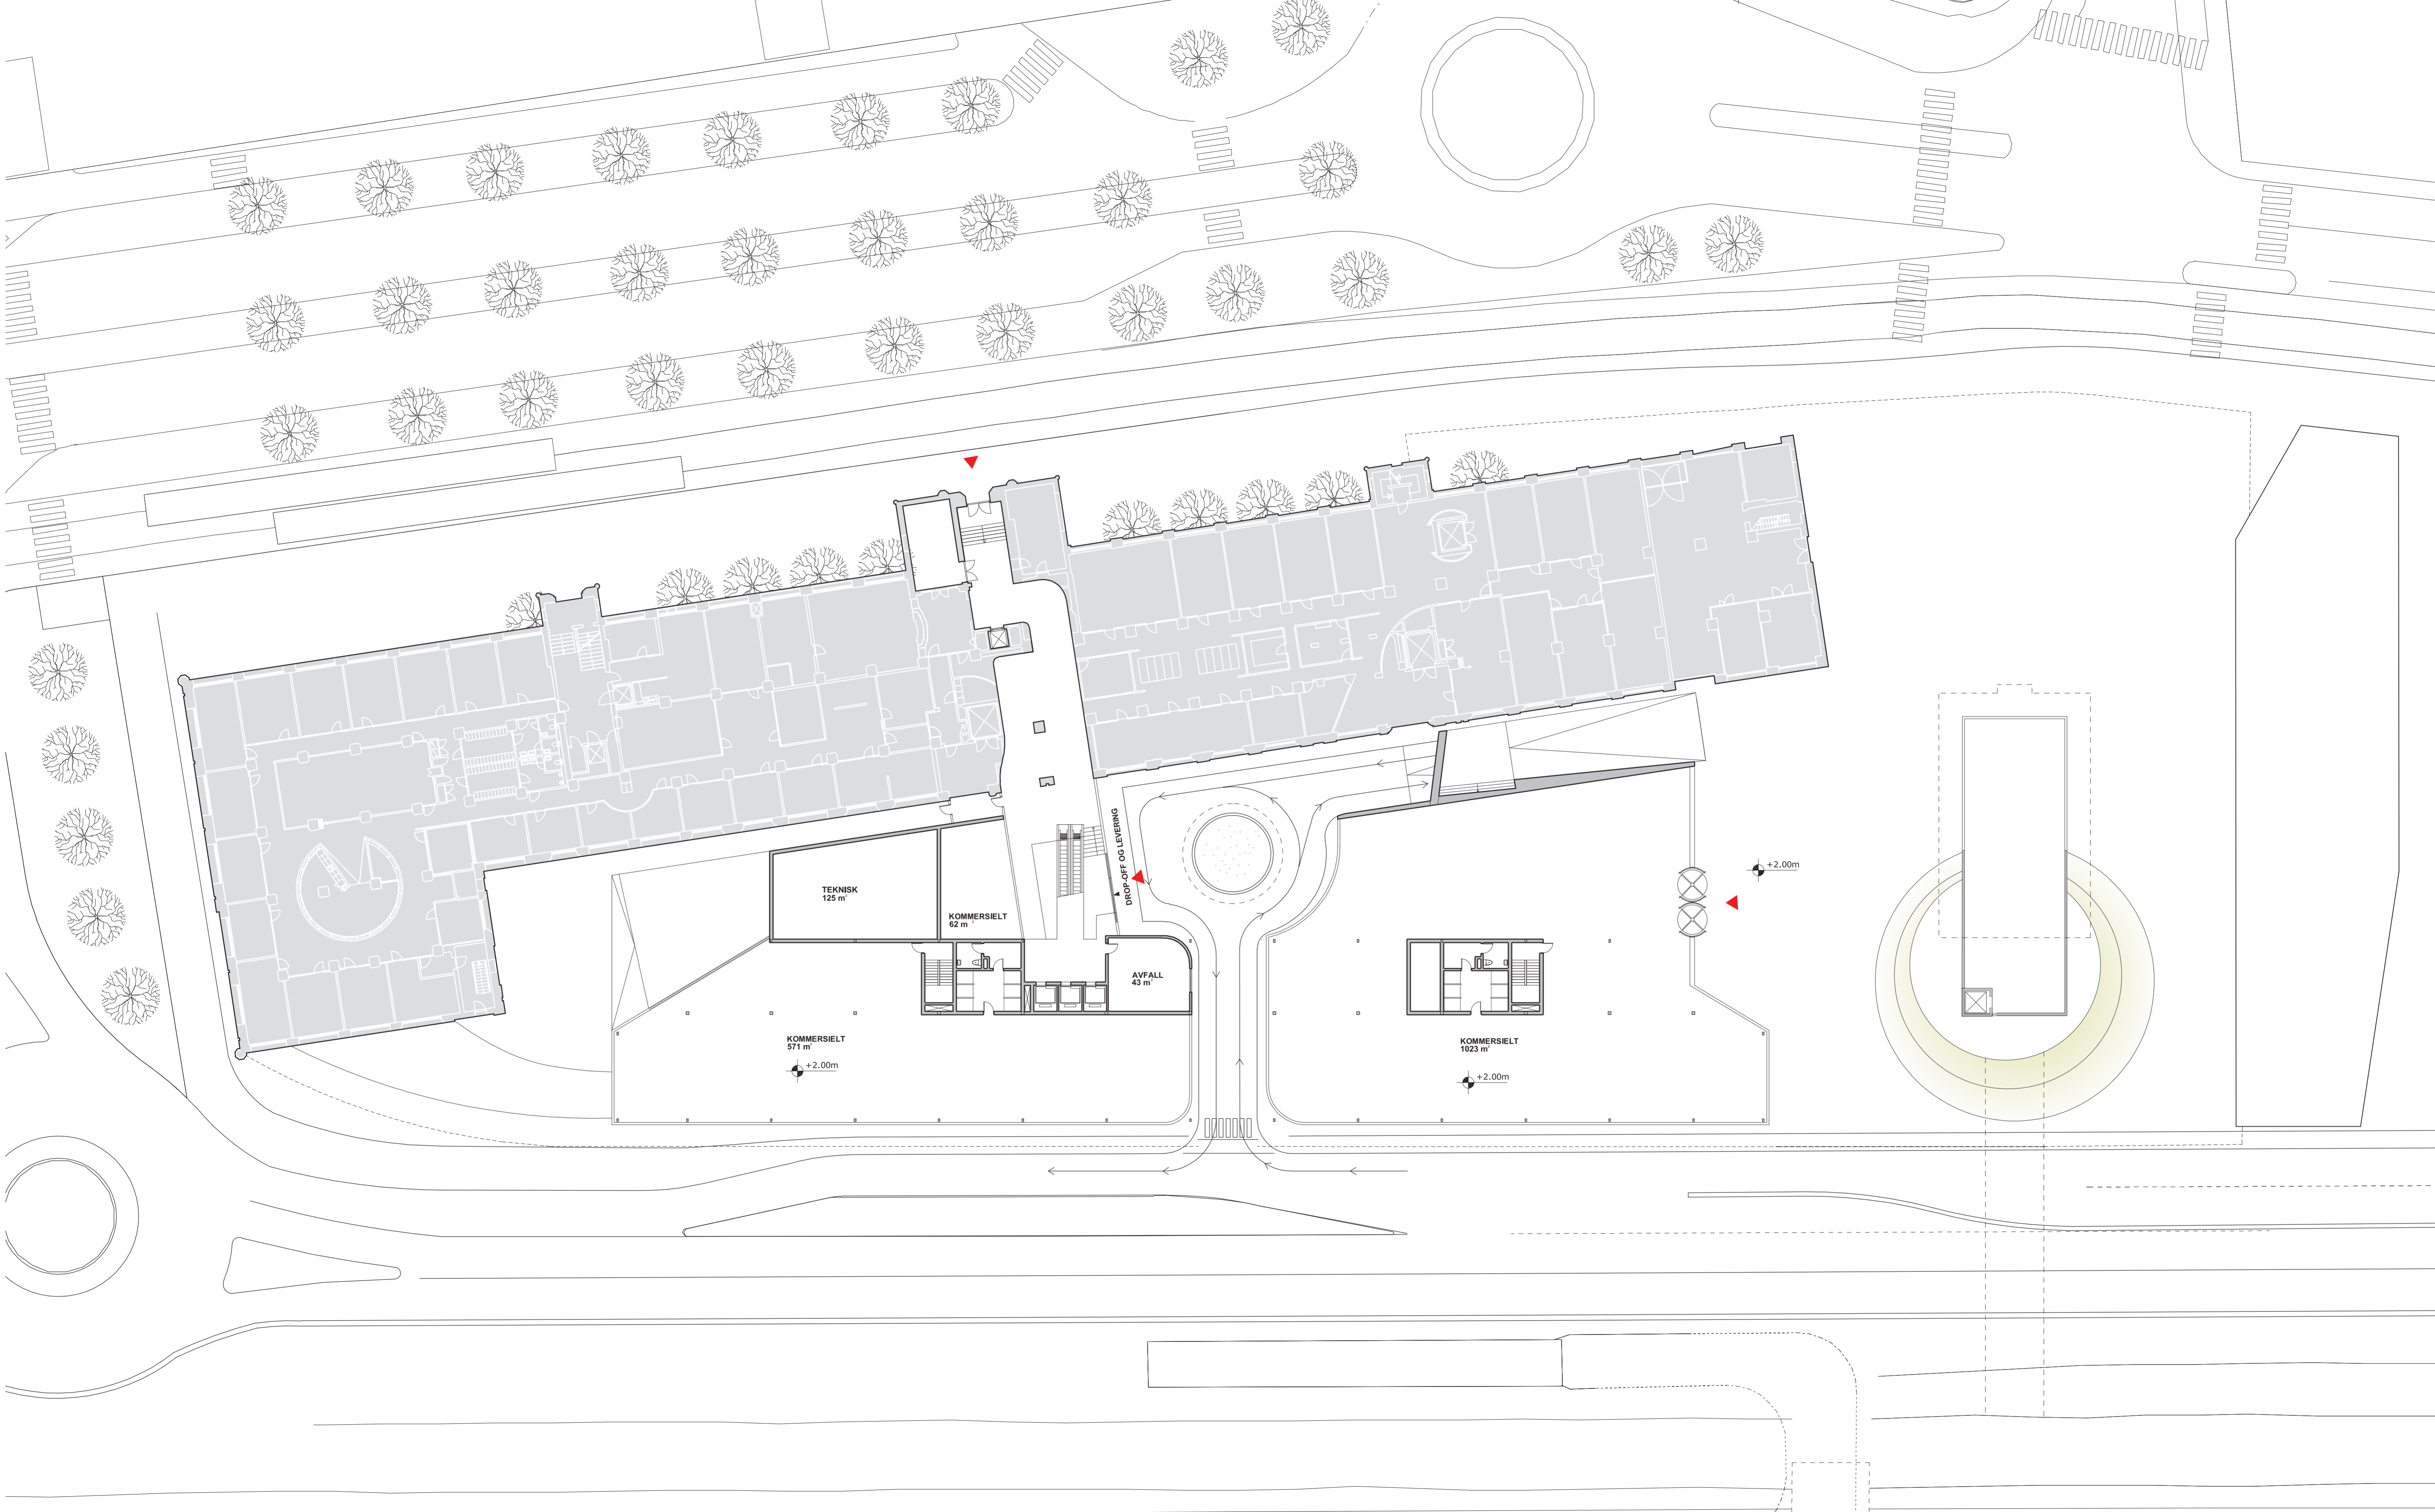 DROP-OFF OG LEVERING
+2.00m
TEKNISK
125 m²
KOMMERSIELT
62 m²
AVFALL
43 m²
KOMMERSIELT
571 m²
+2.00m
KOMMERSIELT
1023 m²
+2.00m